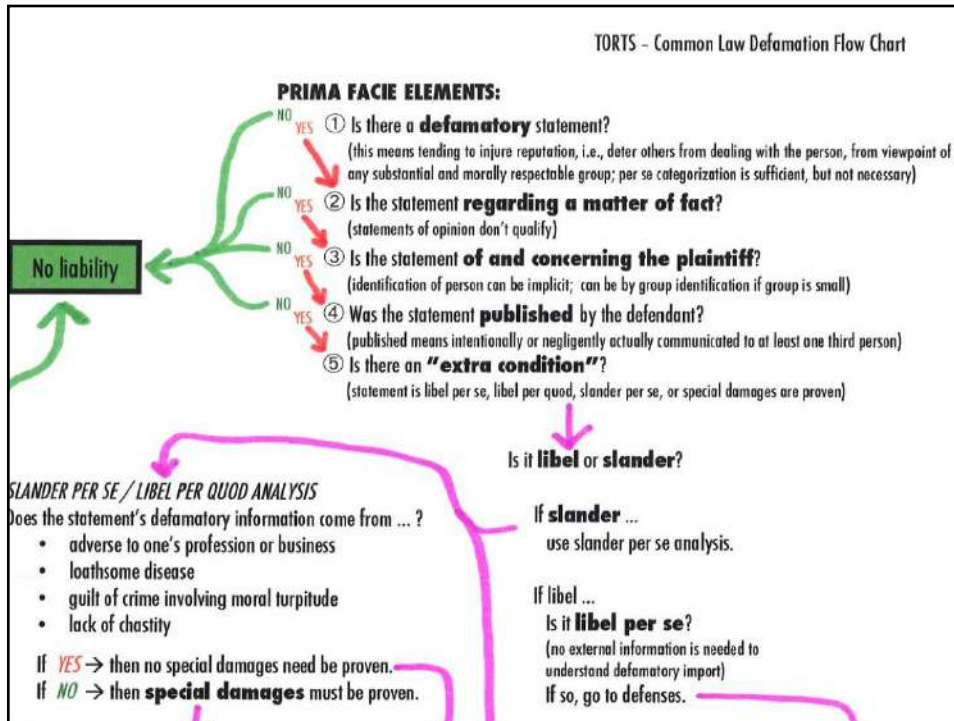 TORTS - Common Law Defamation Flow Chart
PRIMA FACIE ELEMENTS:
NO
YES ① Is there a defamatory statement?
(this means tending to injure reputation, i.e., deter others from dealing with the person, from viewpoint of
any substantial and morally respectable group; per se categorization is sufficient, but not necessary)
NO
YES ② Is the statement regarding a matter of fact?
(statements of opinion don't qualify)
NO
YES ③ Is the statement of and concerning the plaintiff?
(identification of person can be implicit; can be by group identification if group is small)
No liability
NO
YES ④ Was the statement published by the defendant?
(published means intentionally or negligently actually communicated to at least one third person)
⑤ Is there an "extra condition"?
(statement is libel per se, libel per quod, slander per se, or special damages are proven)
Is it libel or slander?
If slander ...
use slander per se analysis.
If libel ...
Is it libel per se?
(no external information is needed to
understand defamatory import)
If so, go to defenses.
SLANDER PER SE / LIBEL PER QUOD ANALYSIS
Does the statement's defamatory information come from ... ?
• adverse to one's profession or business
• loathsome disease
• guilt of crime involving moral turpitude
• lack of chastity
If YES → then no special damages need be proven.
If NO → then special damages must be proven.